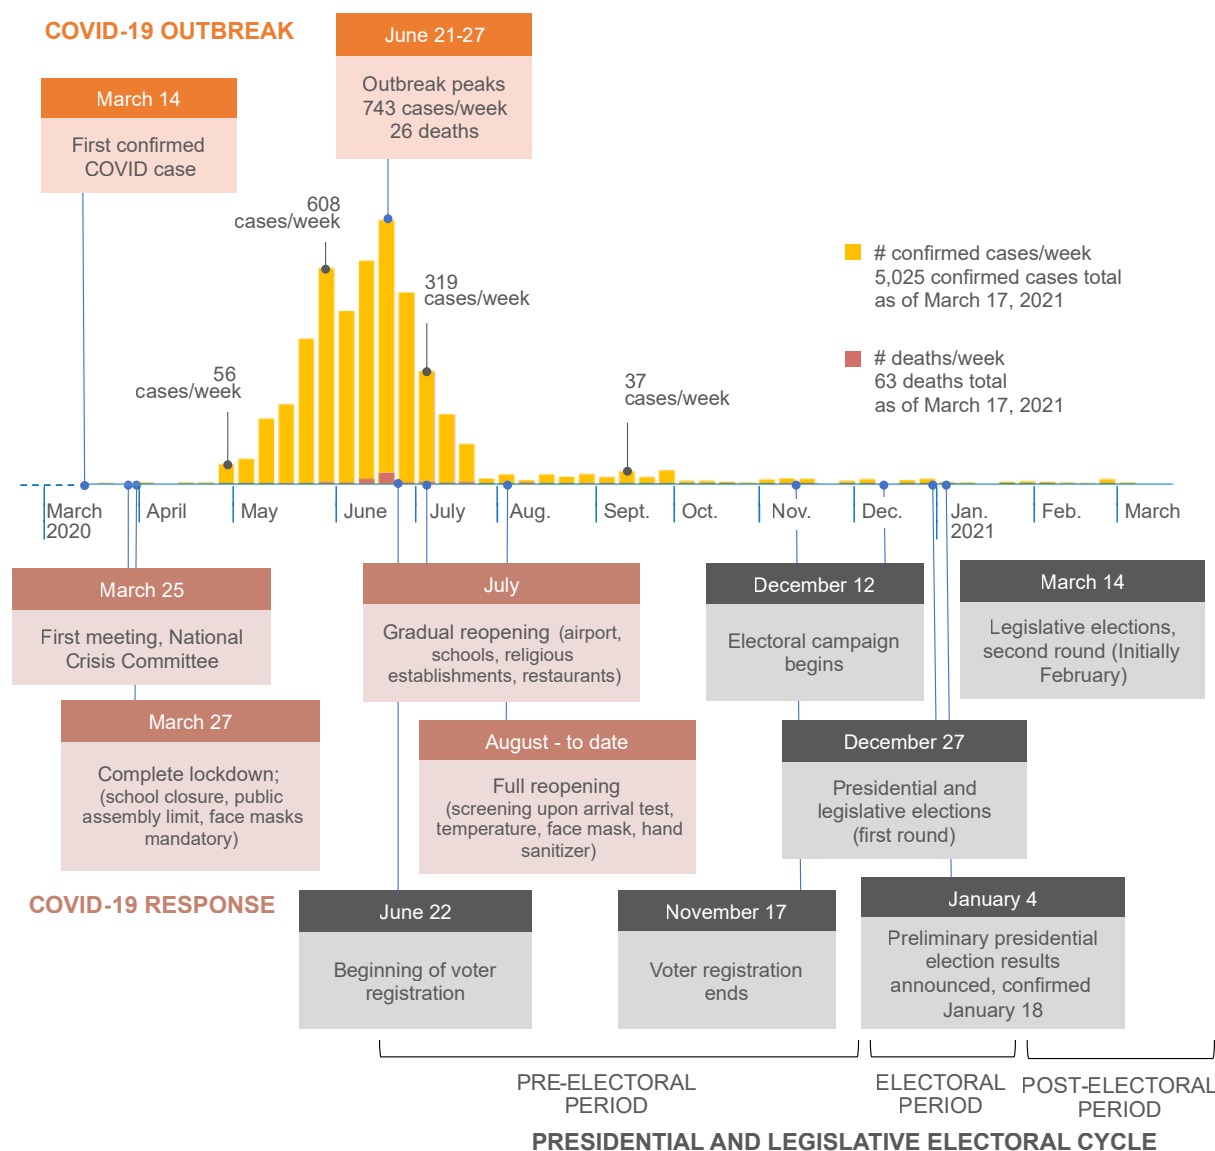 COVID-19 OUTBREAK
March 14
First confirmed
COVID case
June 21-27
Outbreak peaks
743 cases/week
26 deaths
608
cases/week
319
cases/week
56
cases/week
37
cases/week
# confirmed cases/week
5,025 confirmed cases total
as of March 17, 2021
# deaths/week
63 deaths total
as of March 17, 2021
March
2020
April
May
June
July
Aug.
Sept.
Oct.
Nov.
Dec.
Jan.
2021
Feb.
March
March 25
First meeting, National
Crisis Committee
March 27
Complete lockdown;
(school closure, public
assembly limit, face masks
mandatory)
COVID-19 RESPONSE
July
Gradual reopening (airport,
schools, religious
establishments, restaurants)
August - to date
Full reopening
(screening upon arrival test,
temperature, face mask, hand
sanitizer)
June 22
Beginning of voter
registration
December 12
Electoral campaign
begins
March 14
Legislative elections,
second round (Initially
February)
December 27
Presidential and
legislative elections
(first round)
November 17
Voter registration
ends
January 4
Preliminary presidential
election results
announced, confirmed
January 18
PRE-ELECTORAL
PERIOD
ELECTORAL
PERIOD
POST-ELECTORAL
PERIOD
PRESIDENTIAL AND LEGISLATIVE ELECTORAL CYCLE